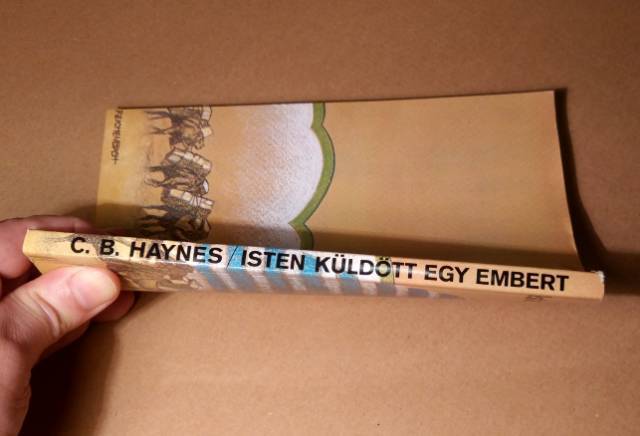 C. B. HAYNES / ISTEN KÜLDÖTT EGY EMBERT